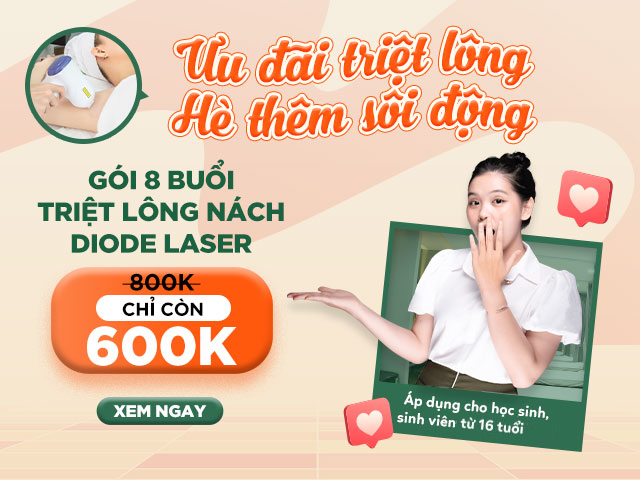 Ưu đãi triệt lông
Hè thêm sôi động
GÓI 8 BUỔI
TRIỆT LÔNG NÁCH
DIODE LASER
800K
CHỈ CÒN
600K
XEM NGAY
Áp dụng cho học sinh,
sinh viên từ 16 tuổi